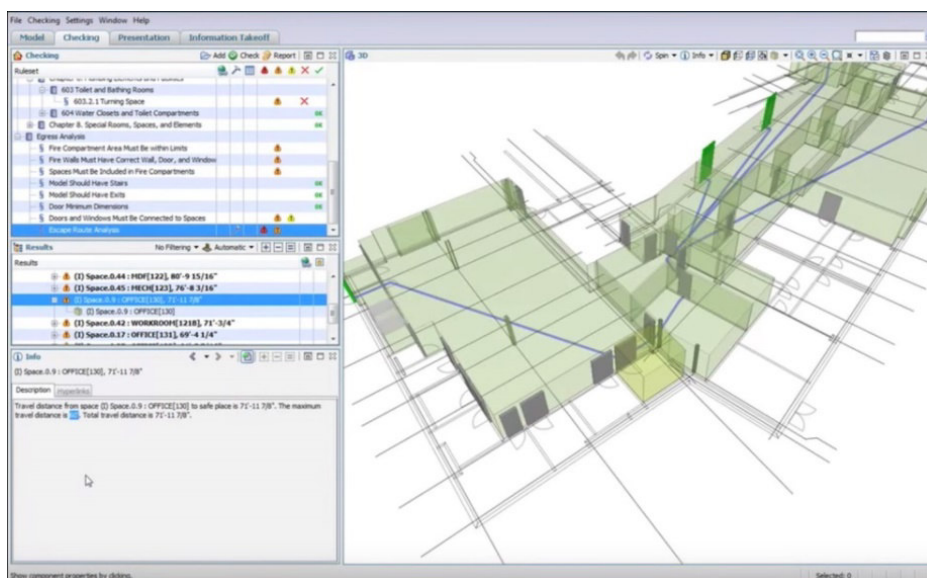 File Checking Settings Window Help
Model Checking Presentation Information Takeoff
Checking Add Check Report
Ruleset
603 Toilet and Bathing Rooms
603.2.1 Turning Space
604 Water Closets and Toilet Compartments
OK
Chapter 8. Special Rooms, Spaces, and Elements
OK
Egress Analysis
Fire Compartment Area Must Be within Limits
Fire Walls Must Have Correct Wall, Door, and Window
Spaces Must Be Included in Fire Compartments
Model Should Have Stairs
OK
Model Should Have Exits
OK
Door Minimum Dimensions
OK
Doors and Windows Must Be Connected to Spaces
Escape Route Analysis
Results No Filtering Automatic
Results
(I) Space.0.44 : MDF[122], 80'-9 15/16"
(I) Space.0.45 : MECH[123], 76'-8 3/16"
(I) Space.0.9 : OFFICE[130], 71'-11 7/8"
(I) Space.0.9 : OFFICE[130]
(I) Space.0.42 : WORKROOM[121B], 71'-3/4"
(I) Space.0.17 : OFFICE[131], 69'-4 1/4"
Info
(I) Space.0.9 : OFFICE[130], 71'-11 7/8"
Description Hyperlinks
Travel distance from space (I) Space.0.9 : OFFICE[130] to safe place is 71'-11 7/8". The maximum
travel distance is . Total travel distance is 71'-11 7/8".
3D Spin Info
Show component properties by clicking.
Selected: 0